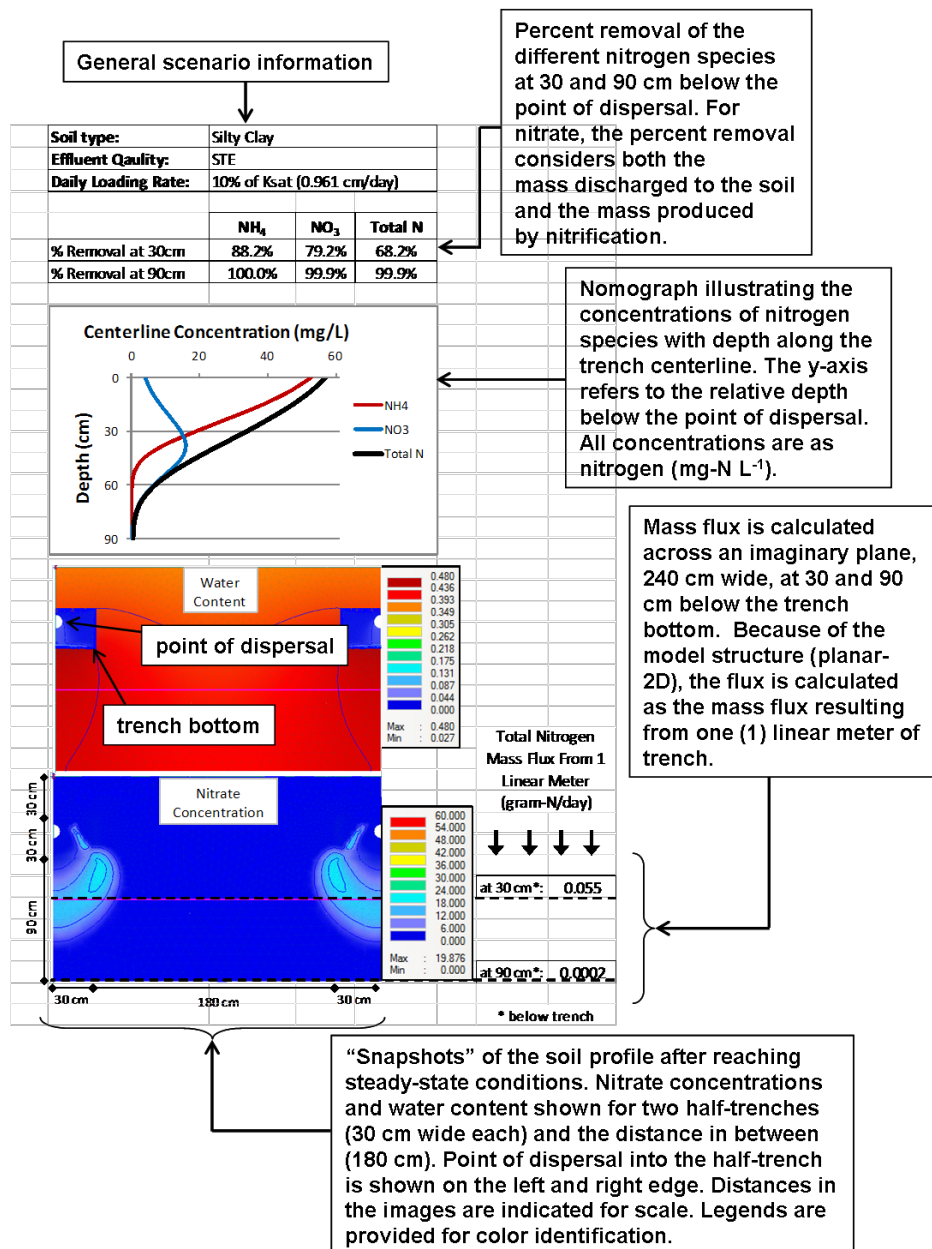 General scenario information
Percent removal of the
different nitrogen species
at 30 and 90 cm below the
point of dispersal. For
nitrate, the percent removal
considers both the
mass discharged to the soil
and the mass produced
by nitrification.
Soil type: Silty Clay
Effluent Qaulity: STE
Daily Loading Rate: 10% of Ksat (0.961 cm/day)
NH4 NO3 Total N
% Removal at 30cm 88.2% 79.2% 68.2%
% Removal at 90cm 100.0% 99.9% 99.9%
Nomograph illustrating the
concentrations of nitrogen
species with depth along the
trench centerline. The y-axis
refers to the relative depth
below the point of dispersal.
All concentrations are as
nitrogen (mg-N L-1).
Centerline Concentration (mg/L)
0 20 40 60
0
30
60
90
Depth (cm)
NH4
NO3
Total N
Mass flux is calculated
across an imaginary plane,
240 cm wide, at 30 and 90
cm below the trench
bottom. Because of the
model structure (planar-
2D), the flux is calculated
as the mass flux resulting
from one (1) linear meter of
trench.
Water
Content
point of dispersal
trench bottom
0.480
0.436
0.393
0.349
0.305
0.262
0.218
0.175
0.131
0.087
0.044
0.000
Max : 0.480
Min : 0.027
Total Nitrogen
Mass Flux From 1
Linear Meter
(gram-N/day)
Nitrate
Concentration
30 cm
30 cm
90 cm
60.000
54.000
48.000
42.000
36.000
30.000
24.000
18.000
12.000
6.000
0.000
Max : 19.876
Min : 0.000
at 30 cm*: 0.055
at 90 cm*: 0.0002
30 cm 180 cm 30 cm
* below trench
“Snapshots” of the soil profile after reaching
steady-state conditions. Nitrate concentrations
and water content shown for two half-trenches
(30 cm wide each) and the distance in between
(180 cm). Point of dispersal into the half-trench
is shown on the left and right edge. Distances in
the images are indicated for scale. Legends are
provided for color identification.